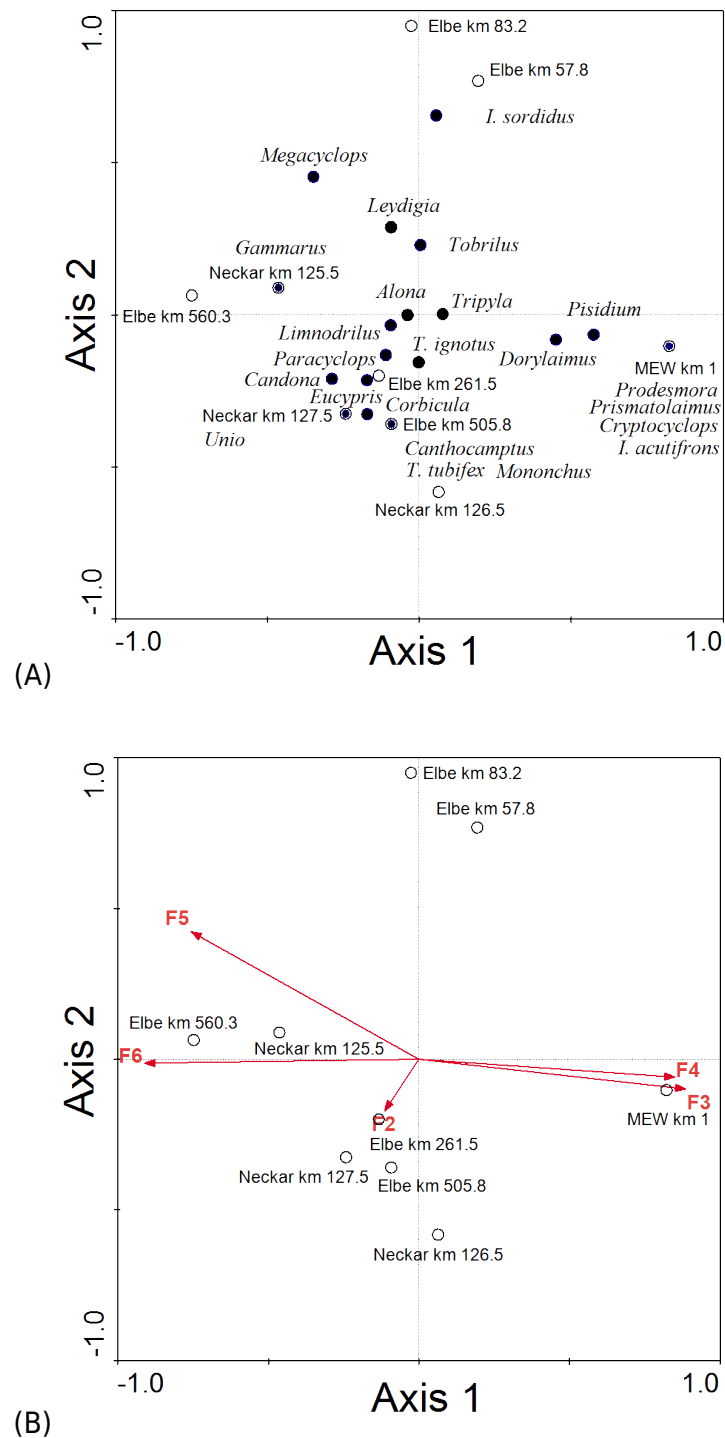 1.0
Elbe km 83.2
Elbe km 57.8
I. sordidus
Megacyclops
Leydigia
Tobrilus
Gammarus
Neckar km 125.5
Axis 2
Alona
Tripyla
Pisidium
Elbe km 560.3
Limnodrilus
T. ignotus
Paracyclops
Dorylaimus
MEW km 1
Candona
Elbe km 261.5
Prodesmora
Eucypris
Corbicula
Prismatolaimus
Neckar km 127.5
Elbe km 505.8
Cryptocyclops
Unio
Canthocamptus
I. acutifrons
T. tubifex
Mononchus
Neckar km 126.5
-1.0
-1.0
Axis 1
1.0
(A)
1.0
Elbe km 83.2
Elbe km 57.8
F5
Axis 2
Elbe km 560.3
Neckar km 125.5
F6
F4
F3
F2
MEW km 1
Elbe km 261.5
Neckar km 127.5
Elbe km 505.8
Neckar km 126.5
-1.0
-1.0
Axis 1
1.0
(B)